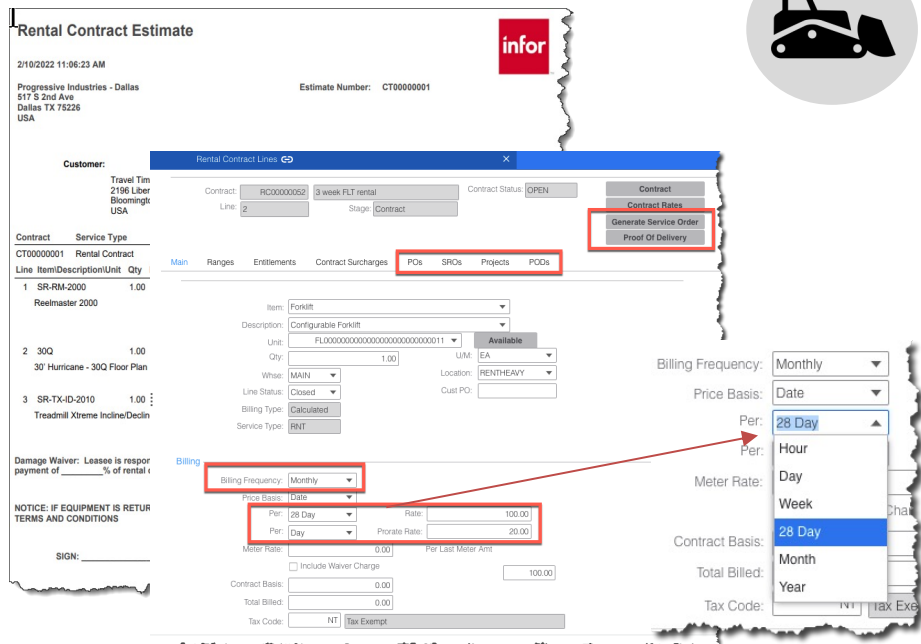 Rental Contract Estimate
infor
2/10/2022 11:06:23 AM
Progressive Industries - Dallas
517 S 2nd Ave
Dallas TX 75226
USA
Estimate Number: CT00000001
Customer:
Travel Tim
2196 Liber
Bloomingto
USA
Contract Service Type
CT00000001 Rental Contract
Line Item\Description\Unit Qty
1 SR-RM-2000 1.00
Reelmaster 2000
2 30Q 1.00
30' Hurricane - 30Q Floor Plan
3 SR-TX-ID-2010 1.00
Treadmill Xtreme Incline/Declin
Damage Waiver: Leasee is respor
payment of ______% of rental
NOTICE: IF EQUIPMENT IS RETUR
TERMS AND CONDITIONS
SIGN:
Rental Contract Lines
Contract: RC00000052 3 week FLT rental Contract Status: OPEN Contract
Line: 2 Stage: Contract Contract Rates
Generate Service Order
Proof Of Delivery
Main Ranges Entitlements Contract Surcharges POs SROs Projects PODs
Item: Forklift
Description: Configurable Forklift
Unit: Available
Qty: 1.00 U/M: EA
Whse: MAIN Location: RENTHEAVY
Line Status: Closed Cust PO:
Billing Type: Calculated
Service Type: RNT
Billing
Billing Frequency: Monthly
Price Basis: Date
Per: 28 Day Rate: 100.00
Per: Day Prorate Rate: 20.00
Meter Rate: 0.00 Per Last Meter Amt
Include Waiver Charge 100.00
Contract Basis: 0.00
Total Billed: 0.00
Tax Code: NT Tax Exempt
Billing Frequency: Monthly
Price Basis: Date
Per: 28 Day
Per:
Hour
Meter Rate:
Day
Week
Char
28 Day
Contract Basis:
Month
Total Billed:
Year
Tax Code: NT Tax Exe